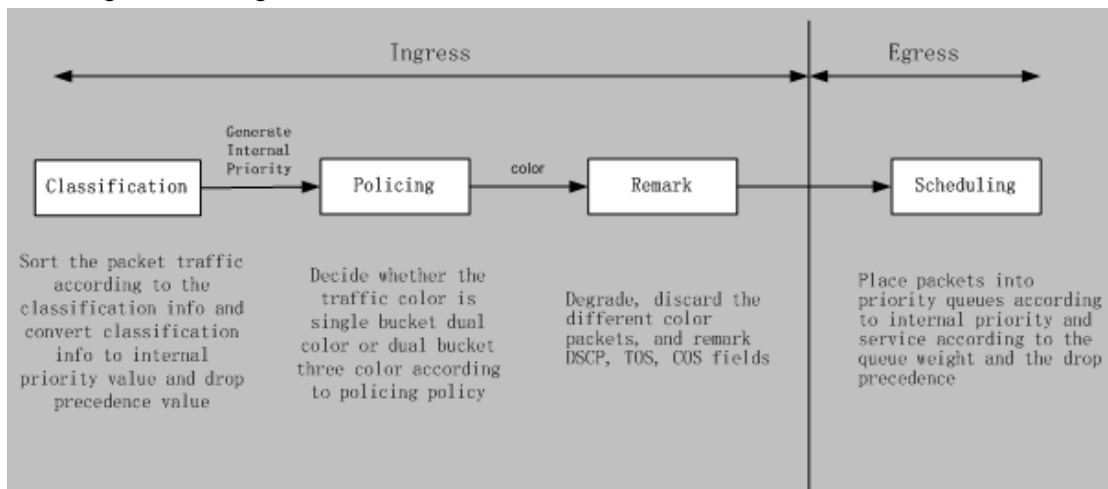 Ingress
Egress
Generate
Internal
Priority
color
Classification
Policing
Remark
Scheduling
Sort the packet traffic
according to the
classification info and
convert classification
info to internal
priority value and drop
precedence value
Decide whether the
traffic color is
single bucket dual
color or dual bucket
three color according
to policing policy
Degrade, discard the
different color
packets, and remark
DSCP, TOS, COS fields
Place packets into
priority queues according
to internal priority and
service according to the
queue weight and the drop
precedence